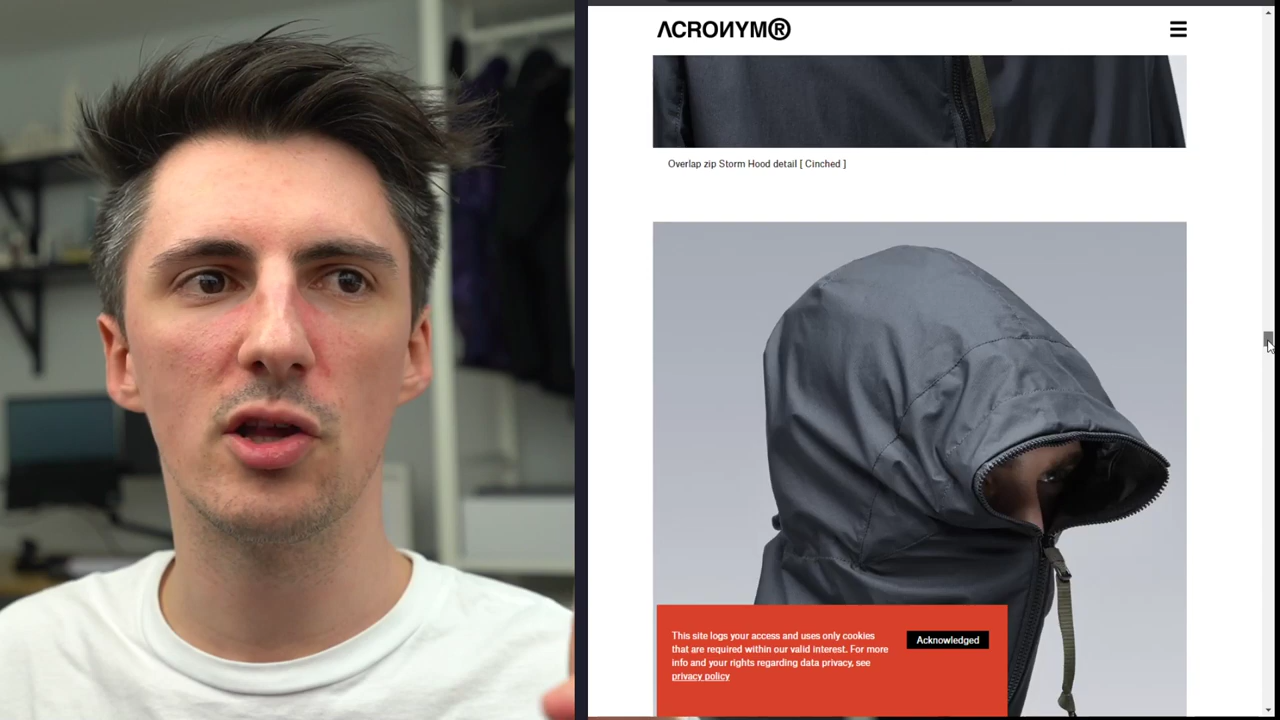 ACRONYM®
Overlap zip Storm Hood detail [ Cinched ]
This site logs your access and uses only cookies
that are required within our valid interest. For more
info and your rights regarding data privacy, see
privacy policy
Acknowledged